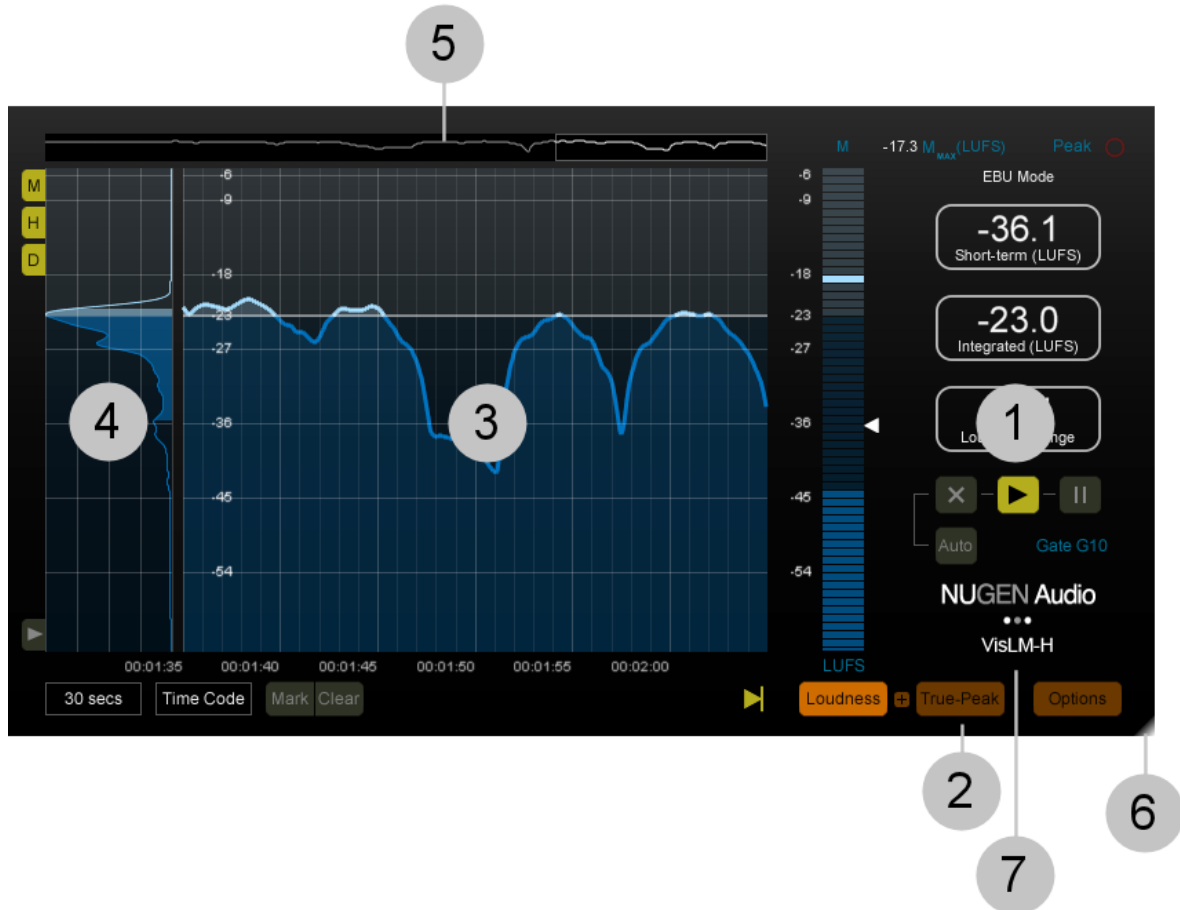 5
M -17.3 M MAX (LUFS) Peak
EBU Mode
M
H
D
-6
-9
-18
-23
-27
-36
-45
-54
-6
-9
-18
-23
-27
-36
-45
-54
-36.1
Short-term (LUFS)
-23.0
Integrated (LUFS)
4
3
1
Auto
Gate G10
NUGEN Audio
VisLM-H
00:01:35 00:01:40 00:01:45 00:01:50 00:01:55 00:02:00
LUFS
30 secs
Time Code
Mark Clear
Loudness + True-Peak
Options
2
6
7